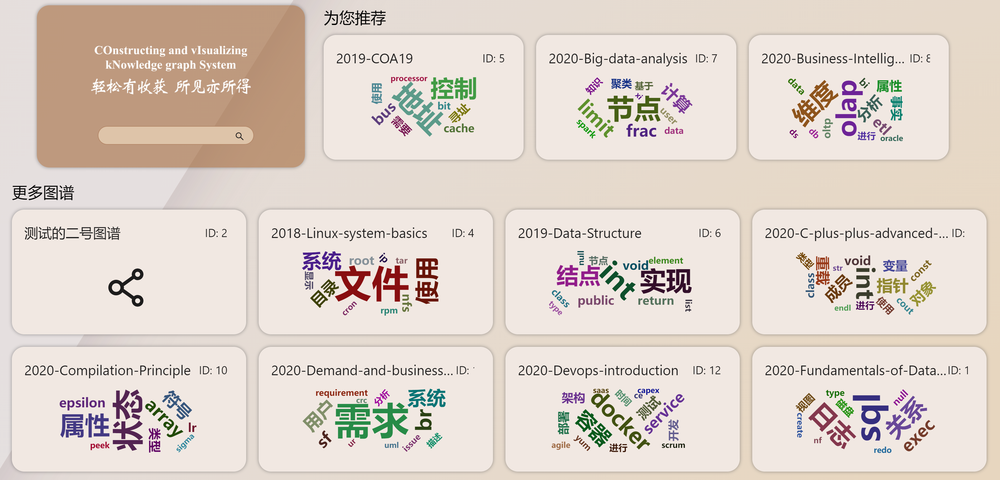 COnstructing and vIsualizing
kNowledge graph System
轻松有收获 所见亦所得
为您推荐
2019-COA19 ID: 5
processor
控制
使用
地址
bit
bus
寻址
需要
cache
2020-Big-data-analysis ID: 7
知识
聚类
基于
计算
xi
节点
limit
user
spark
frac
data
2020-Business-Intellig... ID: 8
data
维度
olap
bi
属性
分析
事实
etl
oltp
ds
db
进行
oracle
更多图谱
测试的二号图谱 ID: 2
2018-Linux-system-basics ID: 4
系统
root
ip
tar
使用
显示
文件
目录
nfs
cron
rpm
2019-Data-Structure ID: 6
null
节点
int
void
element
结点
实现
class
type
public
return
list
2020-C-plus-plus-advanced-... ID:
类型
重载
str
void
变量
const
class
成员
int
指针
对象
endl
进行
使用
cout
2020-Compilation-Principle ID: 10
epsilon
状态
符号
array
属性
lr
类型
peek
sigma
2020-Demand-and-business... ID:
requirement
crc
分析
系统
用户
需求
br
sf
ur
uml
issue
描述
2020-Devops-introduction ID: 12
架构
saas
时间
ce
capex
docker
测试
service
部署
容器
开发
agile
yum
进行
scrum
2020-Fundamentals-of-Data... ID: 1
视图
type
磁盘
sql
null
关系
create
日志
exec
nf
redo